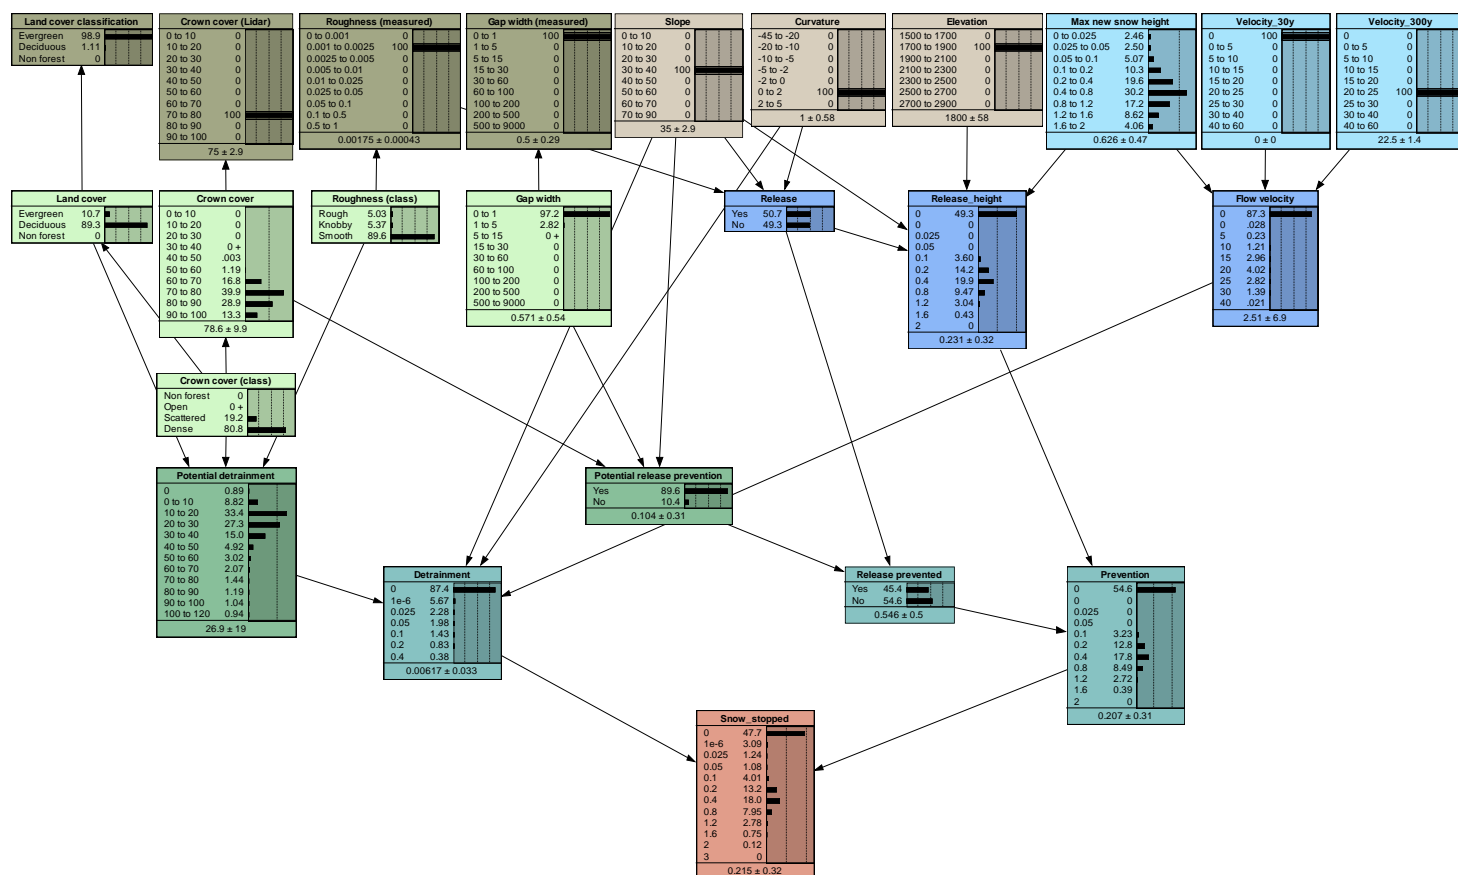 Land cover classification
Evergreen 98.9
Deciduous 1.11
Non forest 0
Crown cover (Lidar)
0 to 10 0
10 to 20 0
20 to 30 0
30 to 40 0
40 to 50 0
50 to 60 0
60 to 70 0
70 to 80 100
80 to 90 0
90 to 100 0
75 ± 2.9
Roughness (measured)
0 to 0.001 0
0.001 to 0.0025 100
0.0025 to 0.005 0
0.005 to 0.01 0
0.01 to 0.025 0
0.025 to 0.05 0
0.05 to 0.1 0
0.1 to 0.5 0
0.5 to 1 0
0.00175 ± 0.00043
Gap width (measured)
0 to 1 100
1 to 5 0
5 to 15 0
15 to 30 0
30 to 60 0
60 to 100 0
100 to 200 0
200 to 500 0
500 to 9000 0
0.5 ± 0.29
Slope
0 to 10 0
10 to 20 0
20 to 30 0
30 to 40 100
40 to 50 0
50 to 60 0
60 to 70 0
70 to 90 0
35 ± 2.9
Curvature
-45 to -20 0
-20 to -10 0
-10 to -5 0
-5 to -2 0
-2 to 0 0
0 to 2 100
2 to 5 0
1 ± 0.58
Elevation
1500 to 1700 0
1700 to 1900 100
1900 to 2100 0
2100 to 2300 0
2300 to 2500 0
2500 to 2700 0
2700 to 2900 0
1800 ± 58
Max new snow height
0 to 0.025 2.46
0.025 to 0.05 2.50
0.05 to 0.1 5.07
0.1 to 0.2 10.3
0.2 to 0.4 19.6
0.4 to 0.8 30.2
0.8 to 1.2 17.2
1.2 to 1.6 8.62
1.6 to 2 4.06
0.626 ± 0.47
Velocity_30y
0 100
0 to 5 0
5 to 10 0
10 to 15 0
15 to 20 0
20 to 25 0
25 to 30 0
30 to 40 0
40 to 60 0
0 ± 0
Velocity_300y
0 0
0 to 5 0
5 to 10 0
10 to 15 0
15 to 20 0
20 to 25 100
25 to 30 0
30 to 40 0
40 to 60 0
22.5 ± 1.4
Land cover
Evergreen 10.7
Deciduous 89.3
Non forest 0
Crown cover
0 to 10 0
10 to 20 0
20 to 30 0
30 to 40 0 +
40 to 50 .003
50 to 60 1.19
60 to 70 16.8
70 to 80 39.9
80 to 90 28.9
90 to 100 13.3
78.6 ± 9.9
Roughness (class)
Rough 5.03
Knobby 5.37
Smooth 89.6
Gap width
0 to 1 97.2
1 to 5 2.82
5 to 15 0 +
15 to 30 0
30 to 60 0
60 to 100 0
100 to 200 0
200 to 500 0
500 to 9000 0
0.571 ± 0.54
Release
Yes 50.7
No 49.3
Release_height
0 49.3
0 0
0.025 0
0.05 0
0.1 3.60
0.2 14.2
0.4 19.9
0.8 9.47
1.2 3.04
1.6 0.43
2 0
0.231 ± 0.32
Flow velocity
0 87.3
0 .028
5 0.23
10 1.21
15 2.96
20 4.02
25 2.82
30 1.39
40 .021
2.51 ± 6.9
Crown cover (class)
Non forest 0
Open 0 +
Scattered 19.2
Dense 80.8
Potential detrainment
0 0.89
0 to 10 8.82
10 to 20 33.4
20 to 30 27.3
30 to 40 15.0
40 to 50 4.92
50 to 60 3.02
60 to 70 2.07
70 to 80 1.44
80 to 90 1.19
90 to 100 1.04
100 to 120 0.94
26.9 ± 19
Potential release prevention
Yes 89.6
No 10.4
0.104 ± 0.31
Detrainment
0 87.4
1e-6 5.67
0.025 2.28
0.05 1.98
0.1 1.43
0.2 0.83
0.4 0.38
0.00617 ± 0.033
Release prevented
Yes 45.4
No 54.6
0.546 ± 0.5
Prevention
0 54.6
0 0
0.025 0
0.05 0
0.1 3.23
0.2 12.8
0.4 17.8
0.8 8.49
1.2 2.72
1.6 0.39
2 0
0.207 ± 0.31
Snow_stopped
0 47.7
1e-6 3.09
0.025 1.24
0.05 1.08
0.1 4.01
0.2 13.2
0.4 18.0
0.8 7.95
1.2 2.78
1.6 0.75
2 0.12
3 0
0.215 ± 0.32